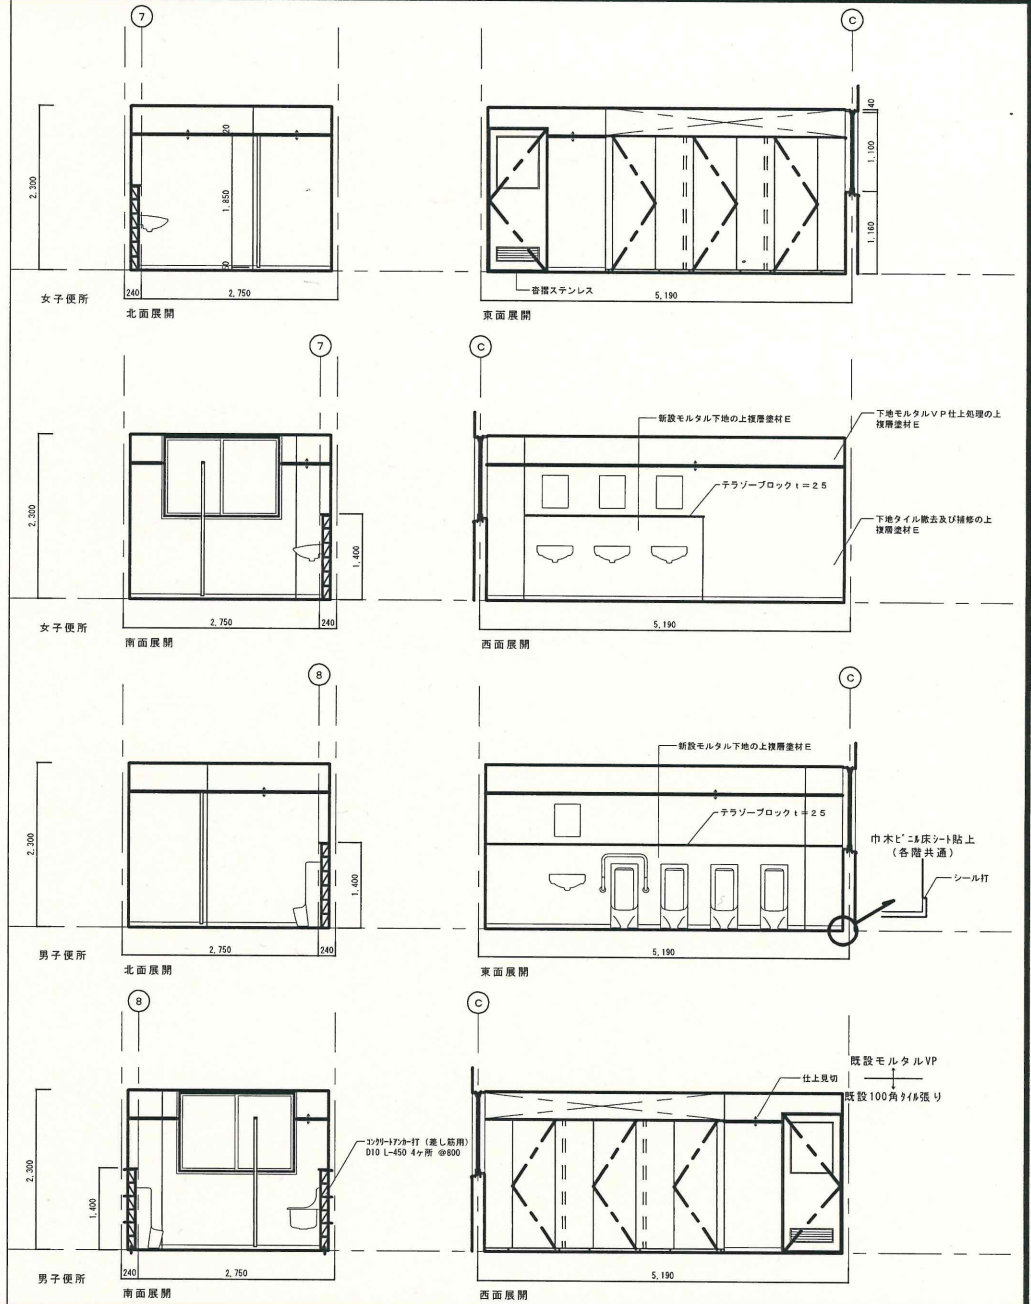 7
C
2,300
20
1,850
50
40
1,100
1,160
沓摺ステンレス
女子便所
240
2,750
北面展開
5,190
東面展開
7
C
新設モルタル下地の上複層塗材E
下地モルタルVP仕上処理の上
複層塗材E
テラゾーブロックt=25
2,300
1,400
下地タイル撤去及び補修の上
複層塗材E
女子便所
2,750
240
南面展開
5,190
西面展開
8
C
新設モルタル下地の上複層塗材E
テラゾーブロックt=25
2,300
1,400
巾木ビニル床シート貼上
(各階共通)
シール打
男子便所
2,750
240
北面展開
5,190
東面展開
8
C
既設モルタルVP
仕上見切
既設100角タイル張り
コンクリートアンカー打(差し筋用)
D10 L-450 4ヶ所 @800
2,300
1,400
男子便所
240
2,750
南面展開
5,190
西面展開